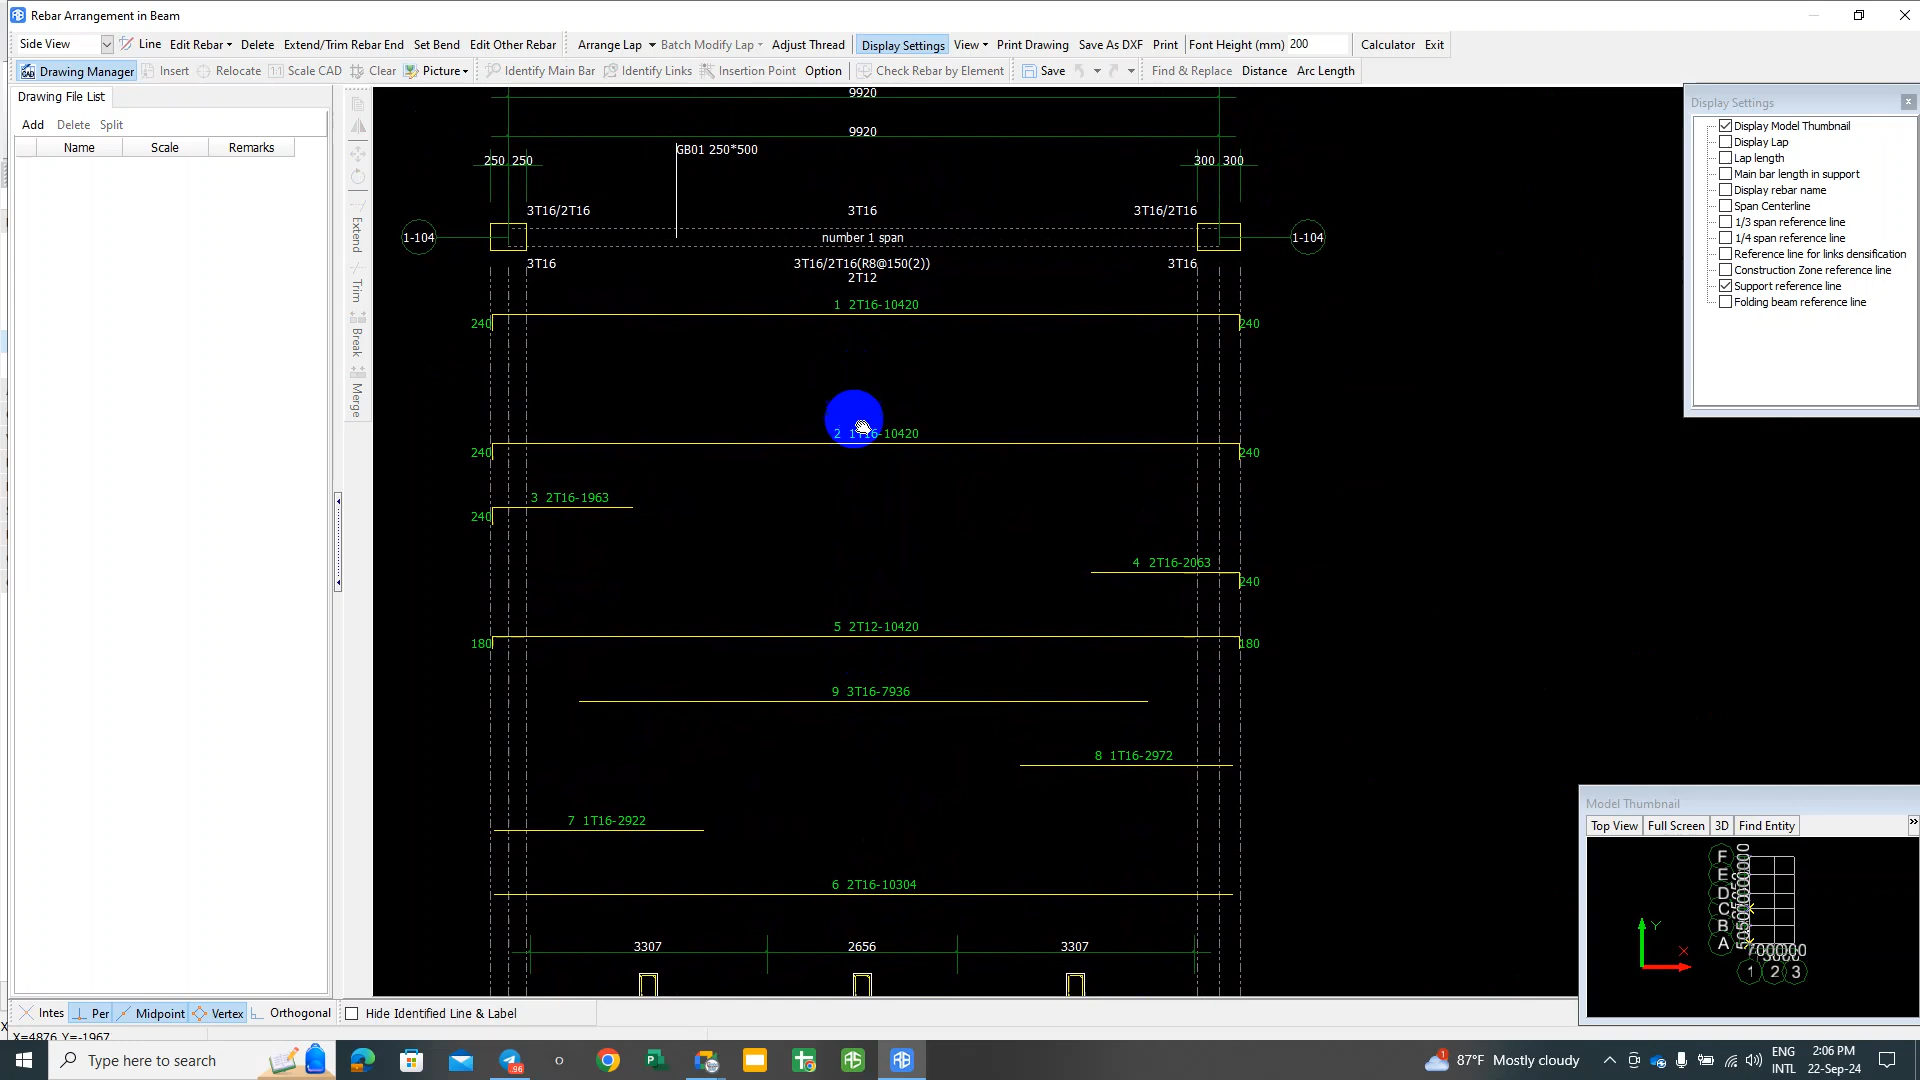 Rebar Arrangement in Beam
Side View Line Edit Rebar Delete Extend/Trim Rebar End Set Bend Edit Other Rebar Arrange Lap Batch Modify Lap Adjust Thread Display Settings View Print Drawing Save As DXF Print Font Height (mm) 200 Calculator Exit
Drawing Manager Insert Relocate Scale CAD Clear Picture Identify Main Bar Identify Links Insertion Point Option Check Rebar by Element Save Find & Replace Distance Arc Length
Drawing File List
Add Delete Split
Name Scale Remarks
Extend
Trim
Break
Merge
9920
9920
GB01 250*500
250 250
300 300
3T16/2T16 3T16 3T16/2T16
1-104 number 1 span 1-104
3T16 3T16/2T16(R8@150(2)) 3T16
2T12
1 2T16-10420
240 240
2 1T16-10420
240 240
3 2T16-1963
240
4 2T16-2063
240
5 2T12-10420
180 180
9 3T16-7936
8 1T16-2972
7 1T16-2922
6 2T16-10304
3307 2656 3307
Display Settings
Display Model Thumbnail
Display Lap
Lap length
Main bar length in support
Display rebar name
Span Centerline
1/3 span reference line
1/4 span reference line
Reference line for links densification
Construction Zone reference line
Support reference line
Folding beam reference line
Model Thumbnail
Top View Full Screen 3D Find Entity
F
E
D
C
B
A
Y
X
1 2 3
Intes Per Midpoint Vertex Orthogonal Hide Identified Line & Label
X=4876 Y=-1967
Type here to search
96
87°F Mostly cloudy
ENG
INTL
2:06 PM
22-Sep-24